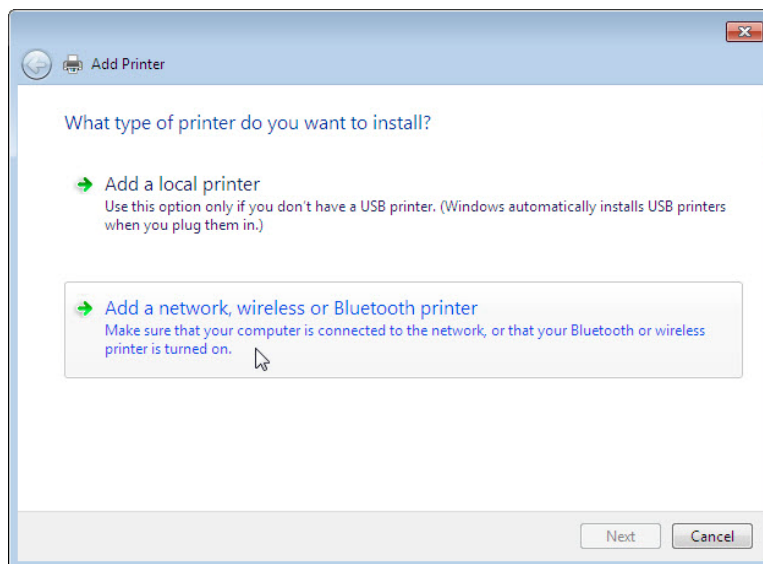 Add Printer
What type of printer do you want to install?
Add a local printer
Use this option only if you don't have a USB printer. (Windows automatically installs USB printers
when you plug them in.)
Add a network, wireless or Bluetooth printer
Make sure that your computer is connected to the network, or that your Bluetooth or wireless
printer is turned on.
Next
Cancel